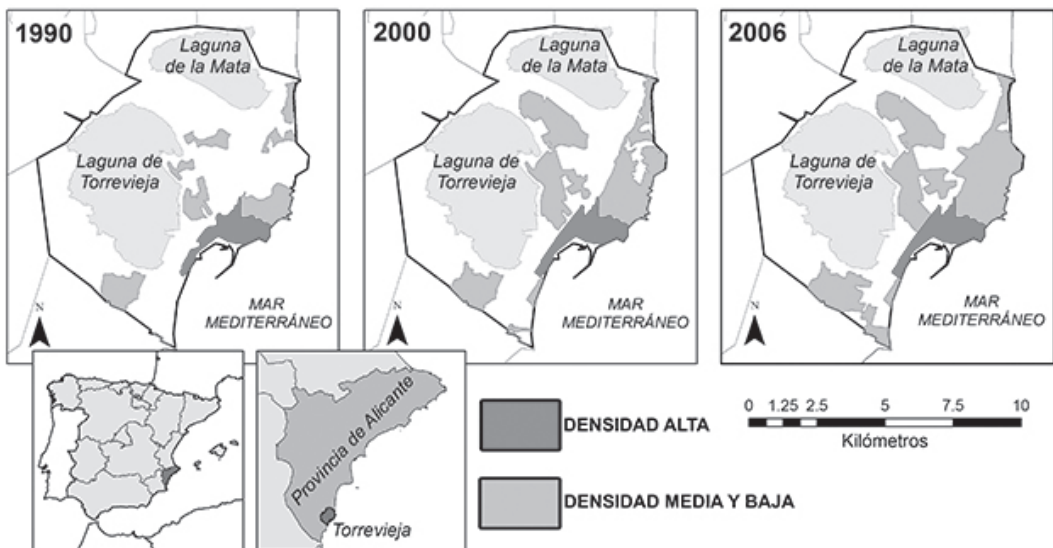 1990
Laguna
de la Mata
Laguna de
Torrevieja
N
MAR
MEDITERRÁNEO
2000
Laguna
de la Mata
Laguna de
Torrevieja
N
MAR
MEDITERRÁNEO
2006
Laguna
de la Mata
Laguna de
Torrevieja
N
MAR
MEDITERRÁNEO
Provincia de Alicante
Torrevieja
DENSIDAD ALTA
DENSIDAD MEDIA Y BAJA
0 1.25 2.5 5 7.5 10
Kilómetros